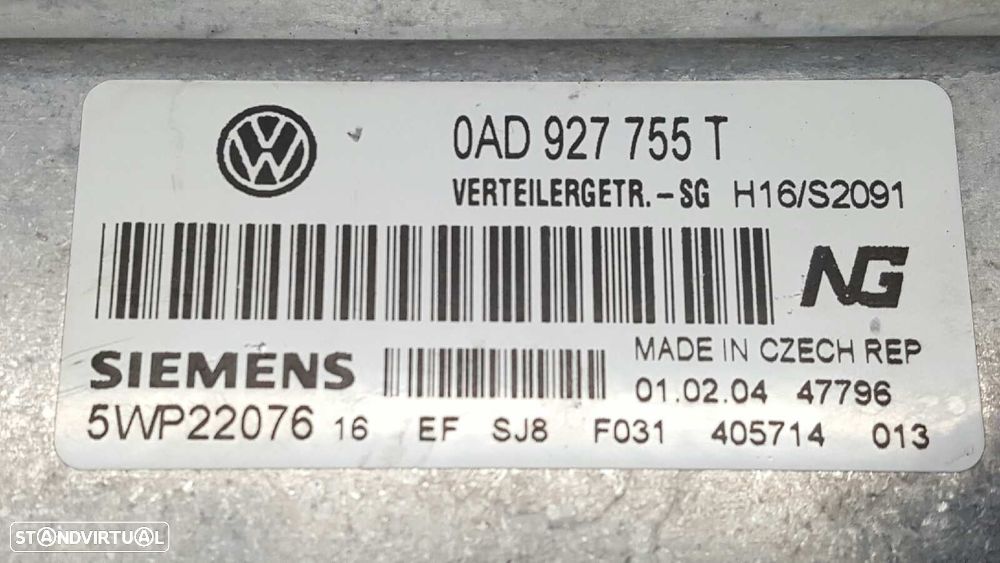 VW 0AD 927 755 T
VERTEILERGETR.-SG H16/S2091
NG
SIEMENS MADE IN CZECH REP
01.02.04 47796
5WP22076 16 EF SJ8 F031 405714 013
STANDVIRTUAL